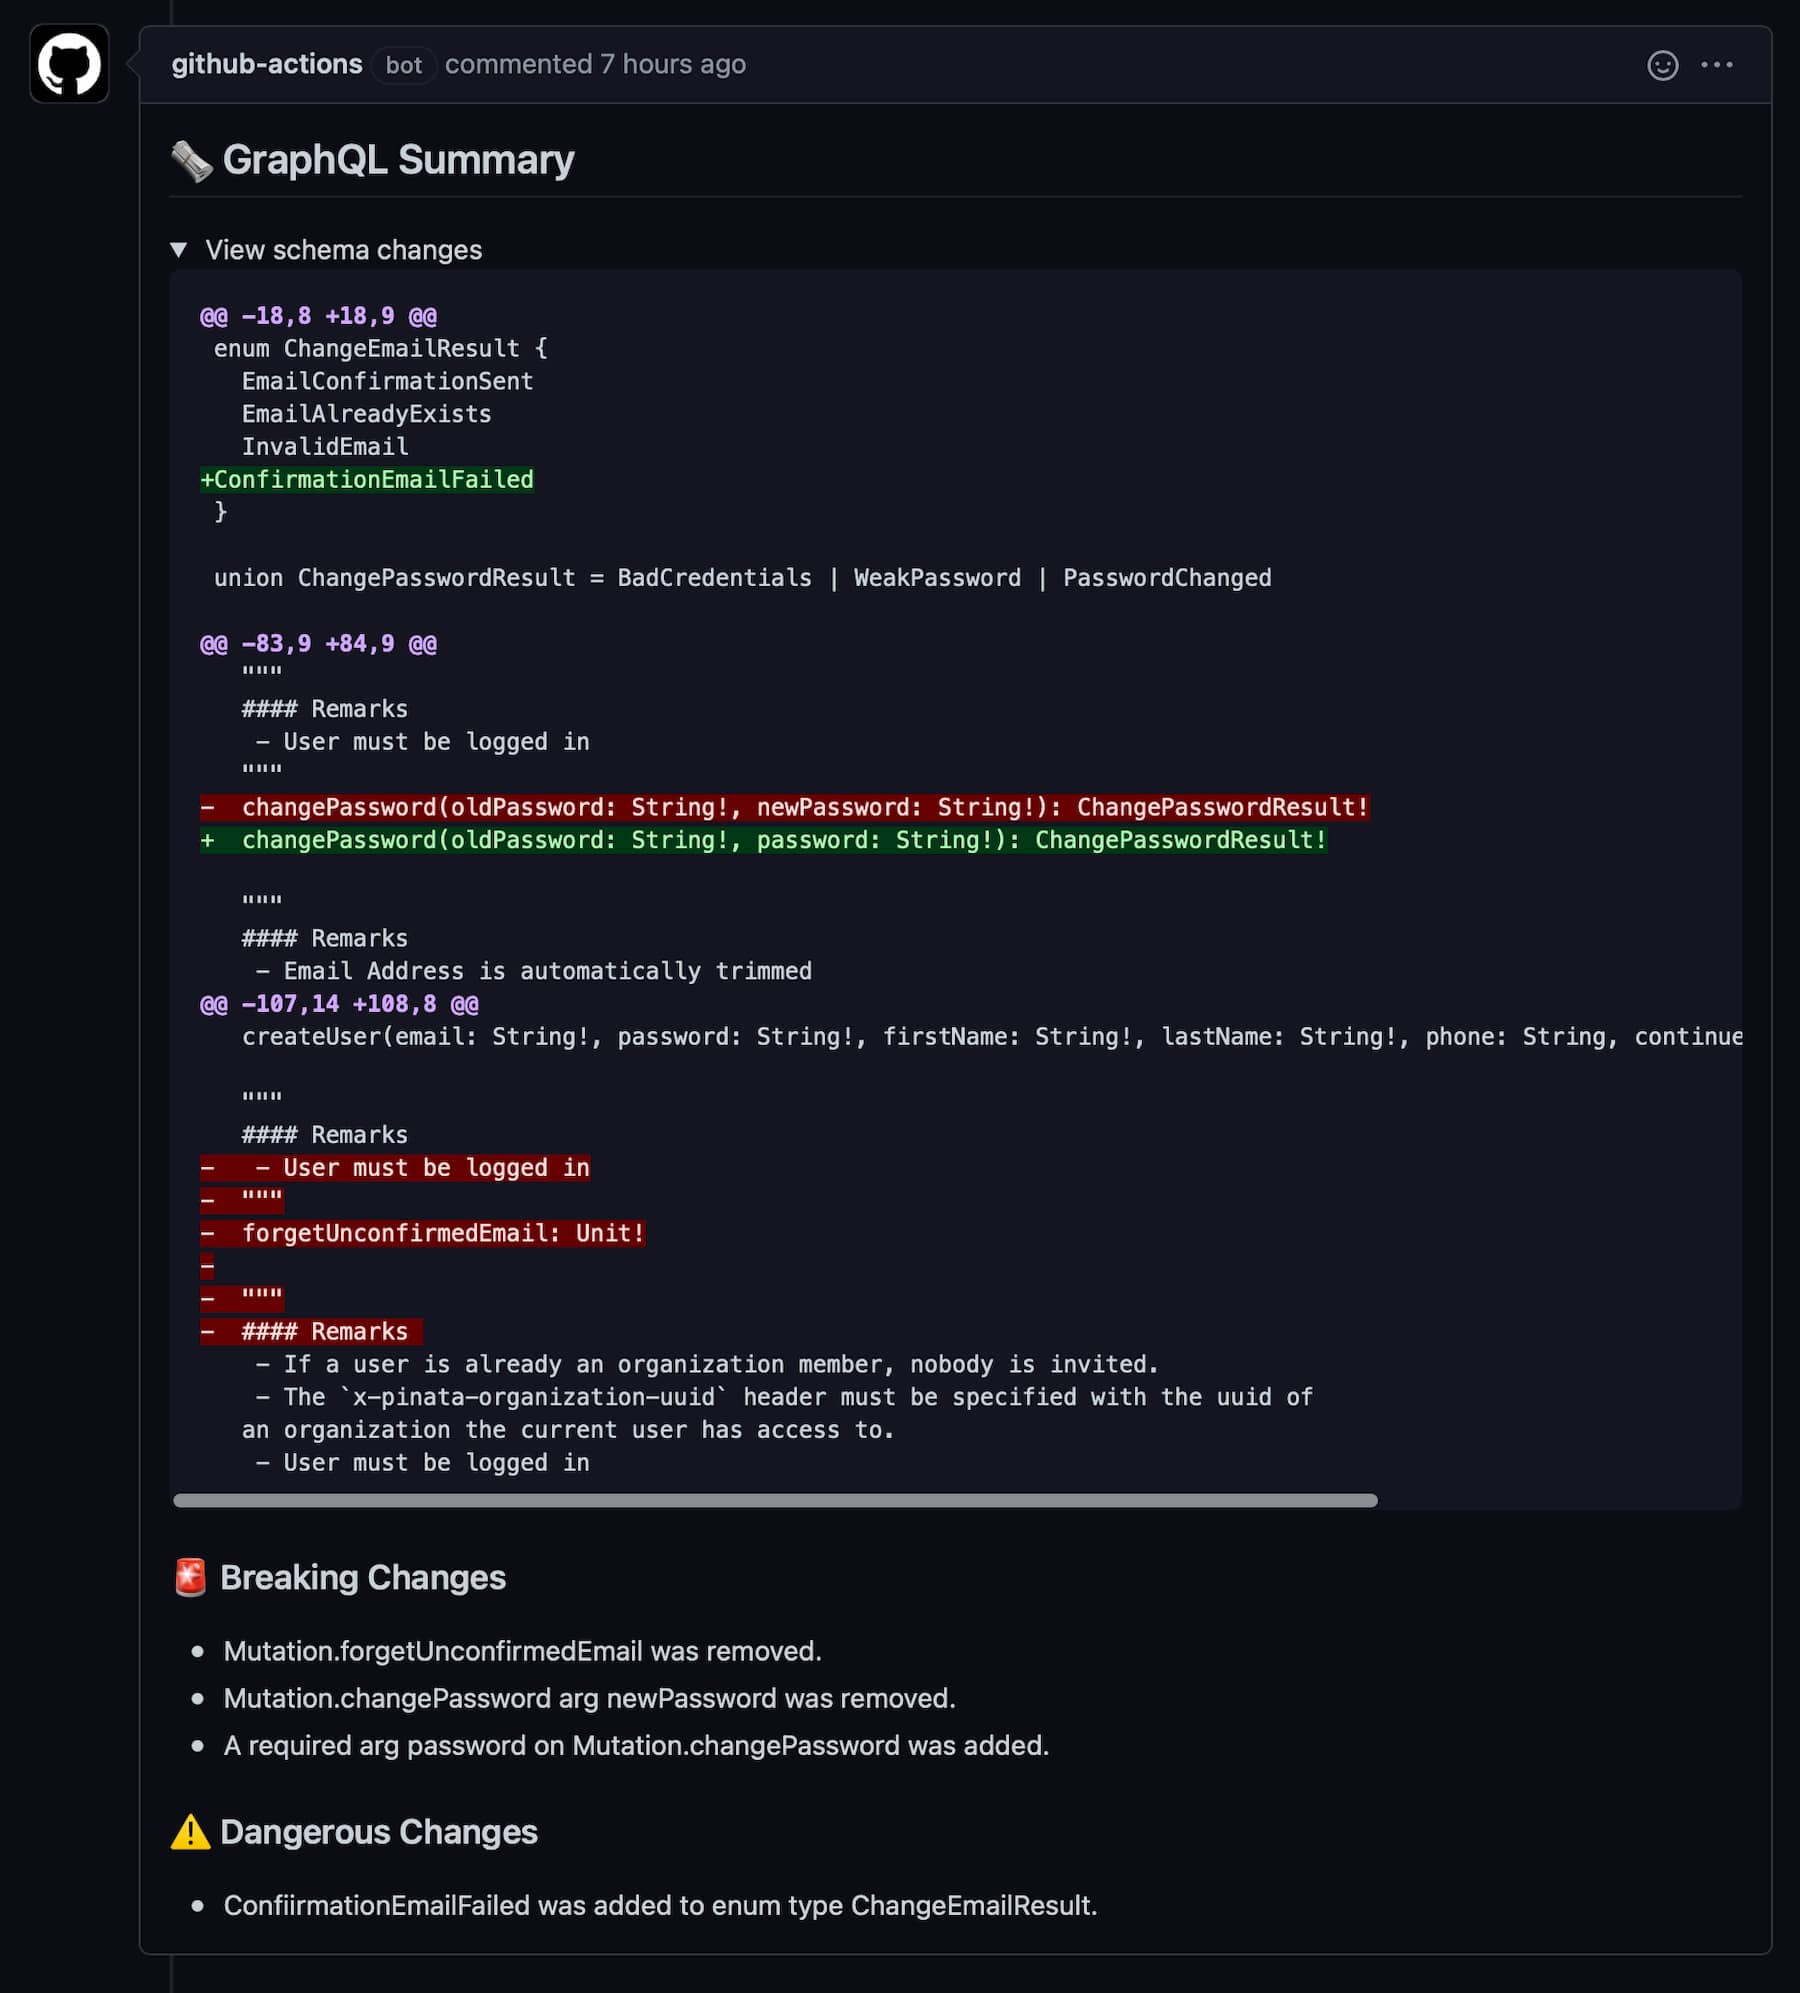 github-actions bot commented 7 hours ago
GraphQL Summary
View schema changes
@@ -18,8 +18,9 @@
enum ChangeEmailResult {
EmailConfirmationSent
EmailAlreadyExists
InvalidEmail
+ConfirmationEmailFailed
}
union ChangePasswordResult = BadCredentials | WeakPassword | PasswordChanged
@@ -83,9 +84,9 @@
"""
#### Remarks
- User must be logged in
"""
-  changePassword(oldPassword: String!, newPassword: String!): ChangePasswordResult!
+  changePassword(oldPassword: String!, password: String!): ChangePasswordResult!
"""
#### Remarks
- Email Address is automatically trimmed
@@ -107,14 +108,8 @@
createUser(email: String!, password: String!, firstName: String!, lastName: String!, phone: String, continue
"""
#### Remarks
-   - User must be logged in
-  """
-  forgetUnconfirmedEmail: Unit!
-
-  """
-  #### Remarks
- If a user is already an organization member, nobody is invited.
- The `x-pinata-organization-uuid` header must be specified with the uuid of
an organization the current user has access to.
- User must be logged in
Breaking Changes
• Mutation.forgetUnconfirmedEmail was removed.
• Mutation.changePassword arg newPassword was removed.
• A required arg password on Mutation.changePassword was added.
Dangerous Changes
• ConfiirmationEmailFailed was added to enum type ChangeEmailResult.